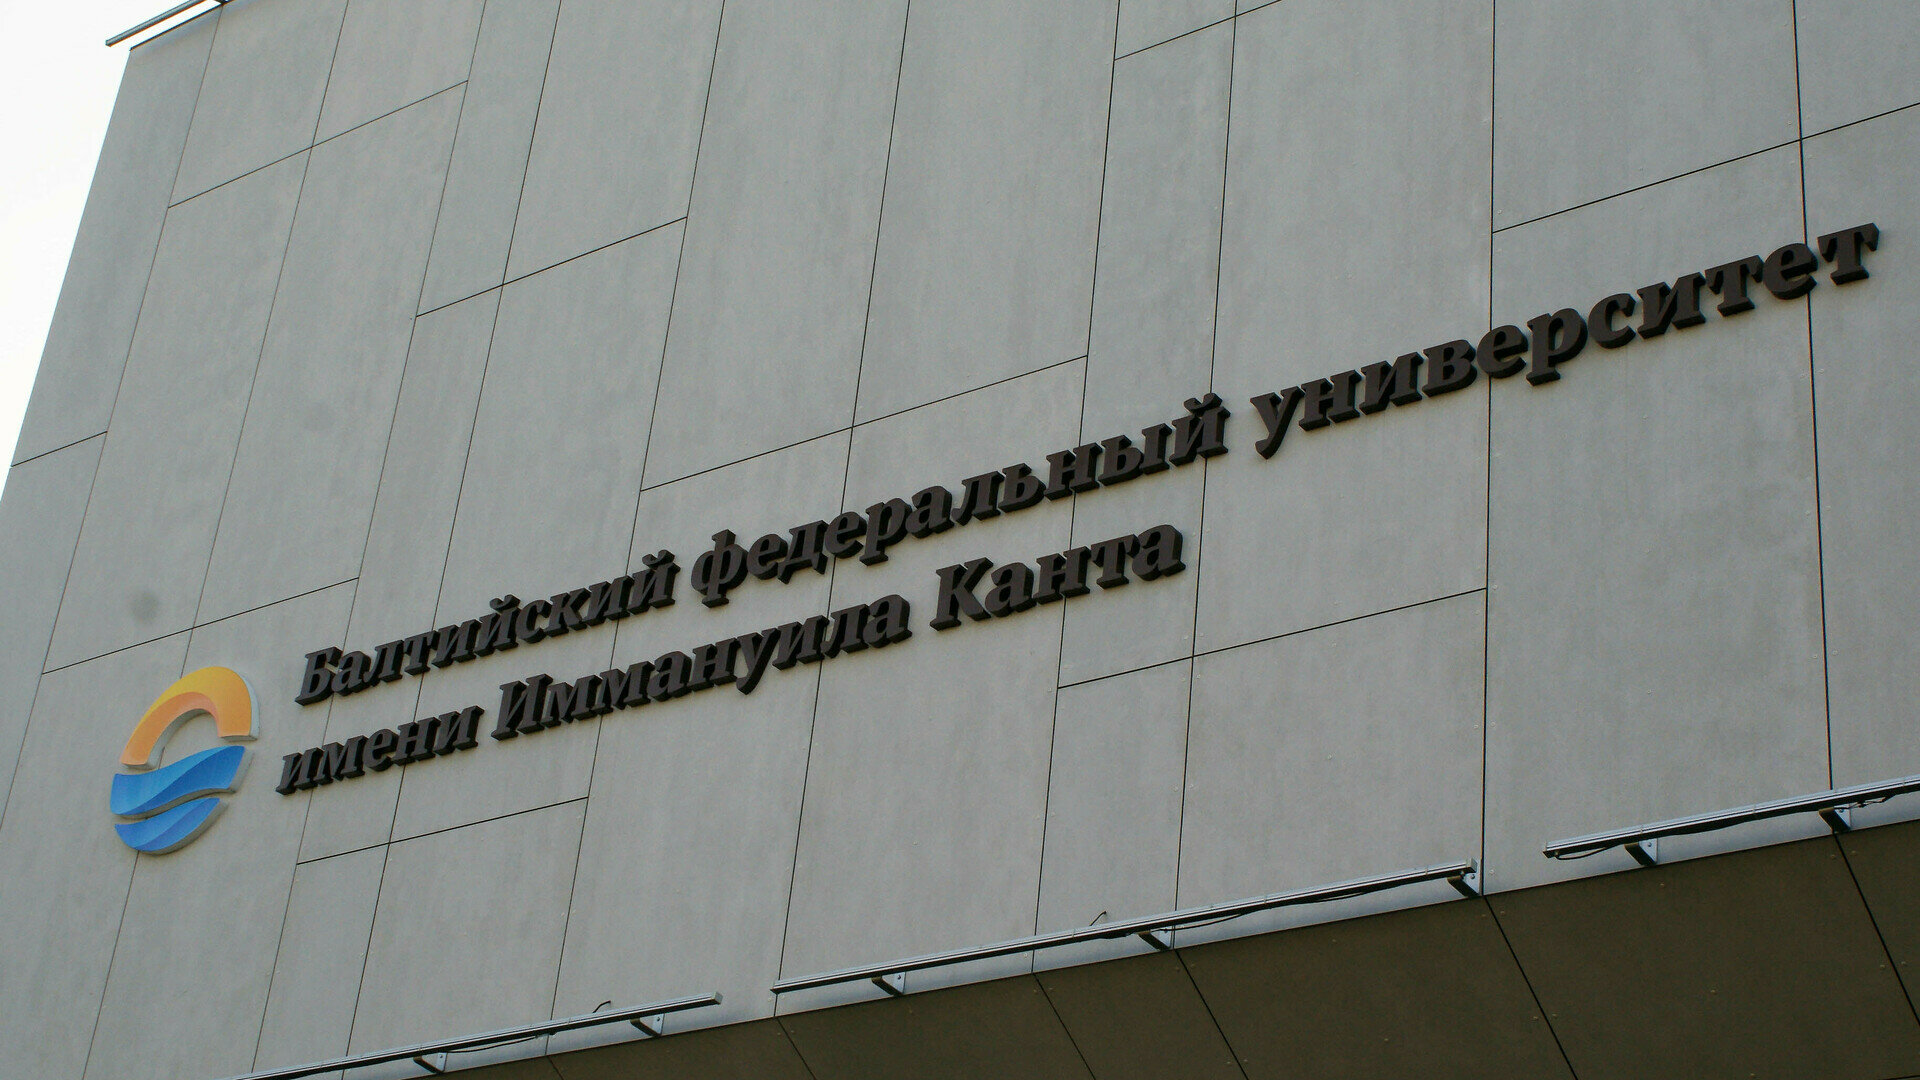 Балтийский федеральный университет
имени Иммануила Канта